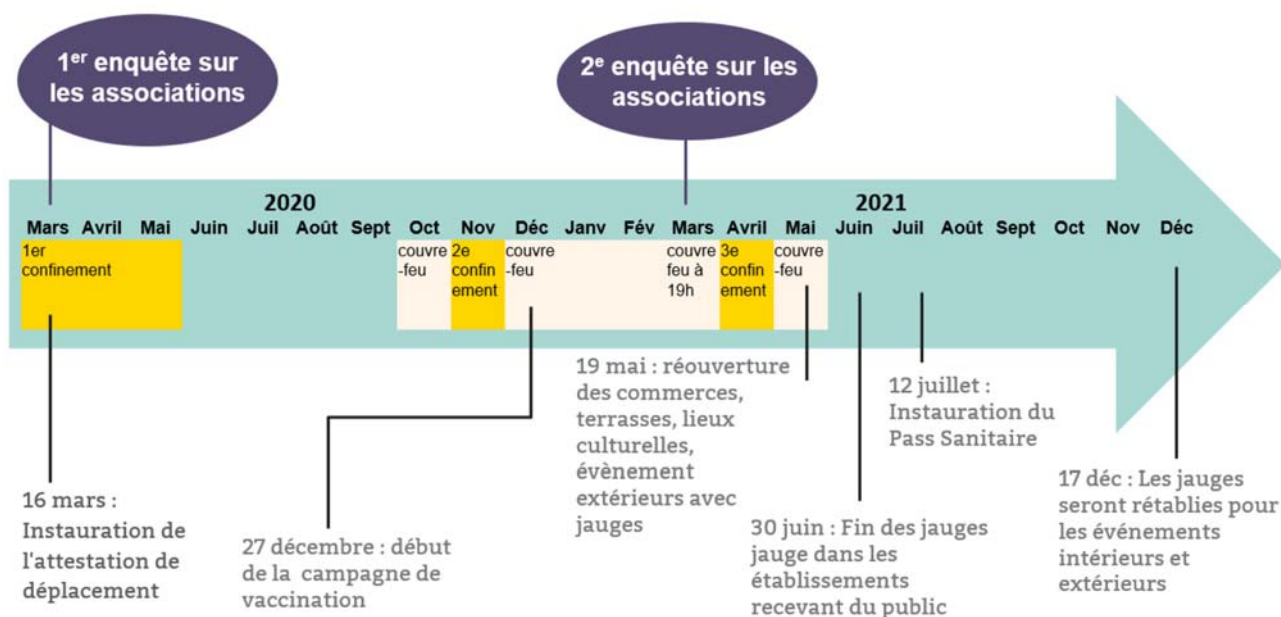 1er enquête sur
les associations
2e enquête sur les
associations
2020
2021
Mars Avril Mai Juin Juil Août Sept Oct Nov Déc Janv Fév Mars Avril Mai Juin Juil Août Sept Oct Nov Déc
1er
confinement
couvre
-feu
2e
confin
ement
couvre
-feu
couvre
feu à
19h
3e
confin
ement
couvre
-feu
16 mars :
Instauration de
l'attestation de
déplacement
27 décembre : début
de la campagne de
vaccination
19 mai : réouverture
des commerces,
terrasses, lieux
culturelles,
évènement
extérieurs avec
jauges
30 juin : Fin des jauges
jauge dans les
établissements
recevant du public
12 juillet :
Instauration du
Pass Sanitaire
17 déc : Les jauges
seront rétablies pour
les événements
intérieurs et
extérieurs